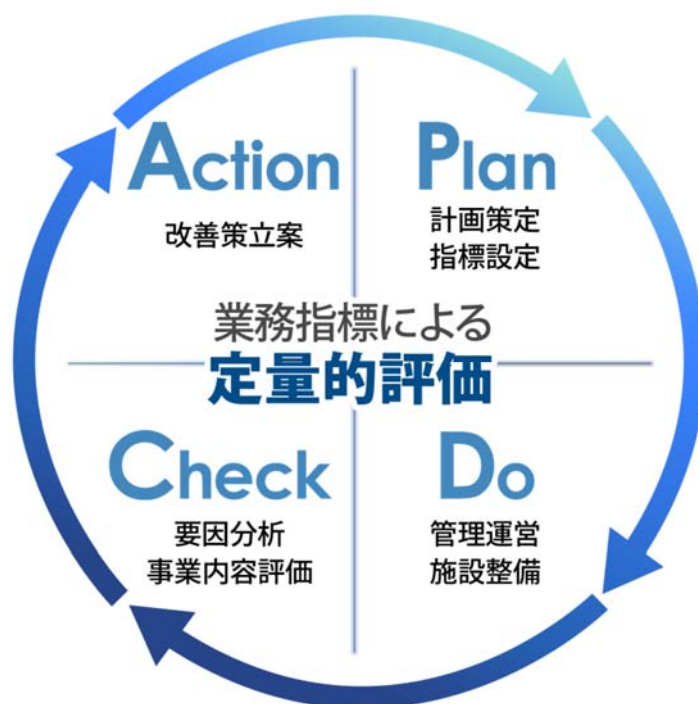 Action
改善策立案
Plan
計画策定
指標設定
業務指標による
定量的評価
Check
要因分析
事業内容評価
Do
管理運営
施設整備